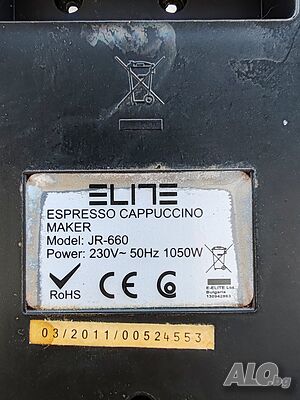 ELITE
ESPRESSO CAPPUCCINO
MAKER
Model: JR-660
Power: 230V~ 50Hz 1050W
RoHS
CE
E-ELITE Ltd.
Bulgaria
130942863
03/2011/00524553
ALO.bg